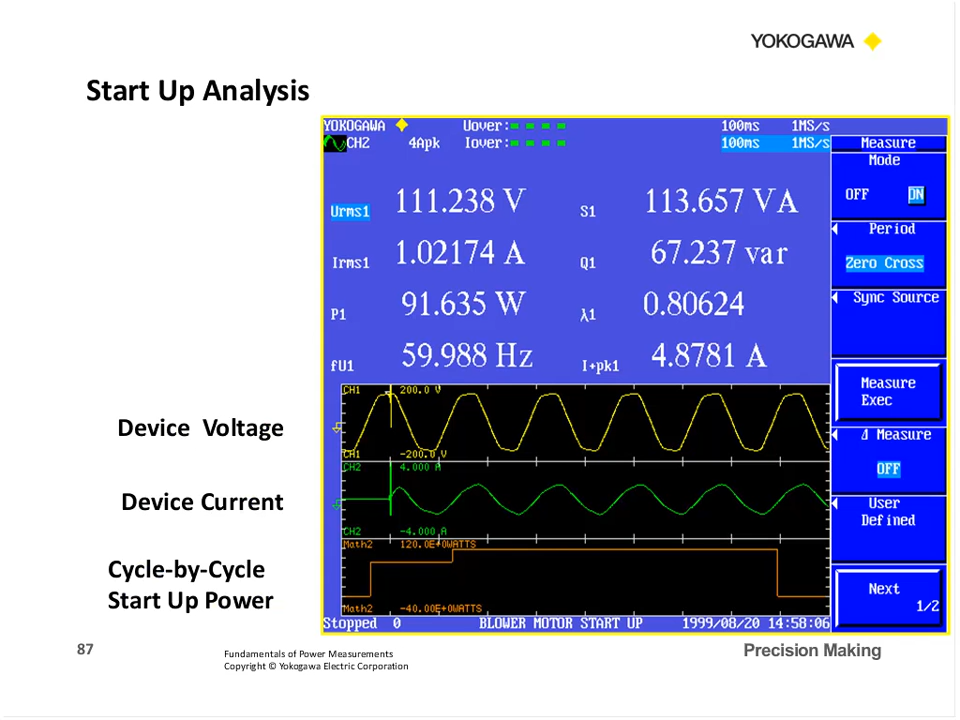 YOKOGAWA
Start Up Analysis
YOKOGAWA Uover: 100ms 1MS/s
CH2 4Apk Iover: 100ms 1MS/s
Measure
Mode
OFF ON
Urms1 111.238 V S1 113.657 VA
Period
Zero Cross
Irms1 1.02174 A Q1 67.237 var
Sync Source
P1 91.635 W λ1 0.80624
fU1 59.988 Hz I+pk1 4.8781 A
Measure
Exec
CH1 200.0 V
Device Voltage
Δ Measure
OFF
CH1 -200.0 V
CH2 4.000 A
Device Current
User
Defined
CH2 -4.000 A
Math2 120.0E+0WATTS
Cycle-by-Cycle
Start Up Power
Next
1/2
Math2 -40.00E+0WATTS
Stopped 0 BLOWER MOTOR START UP 1999/08/20 14:58:06
87
Fundamentals of Power Measurements
Copyright © Yokogawa Electric Corporation
Precision Making